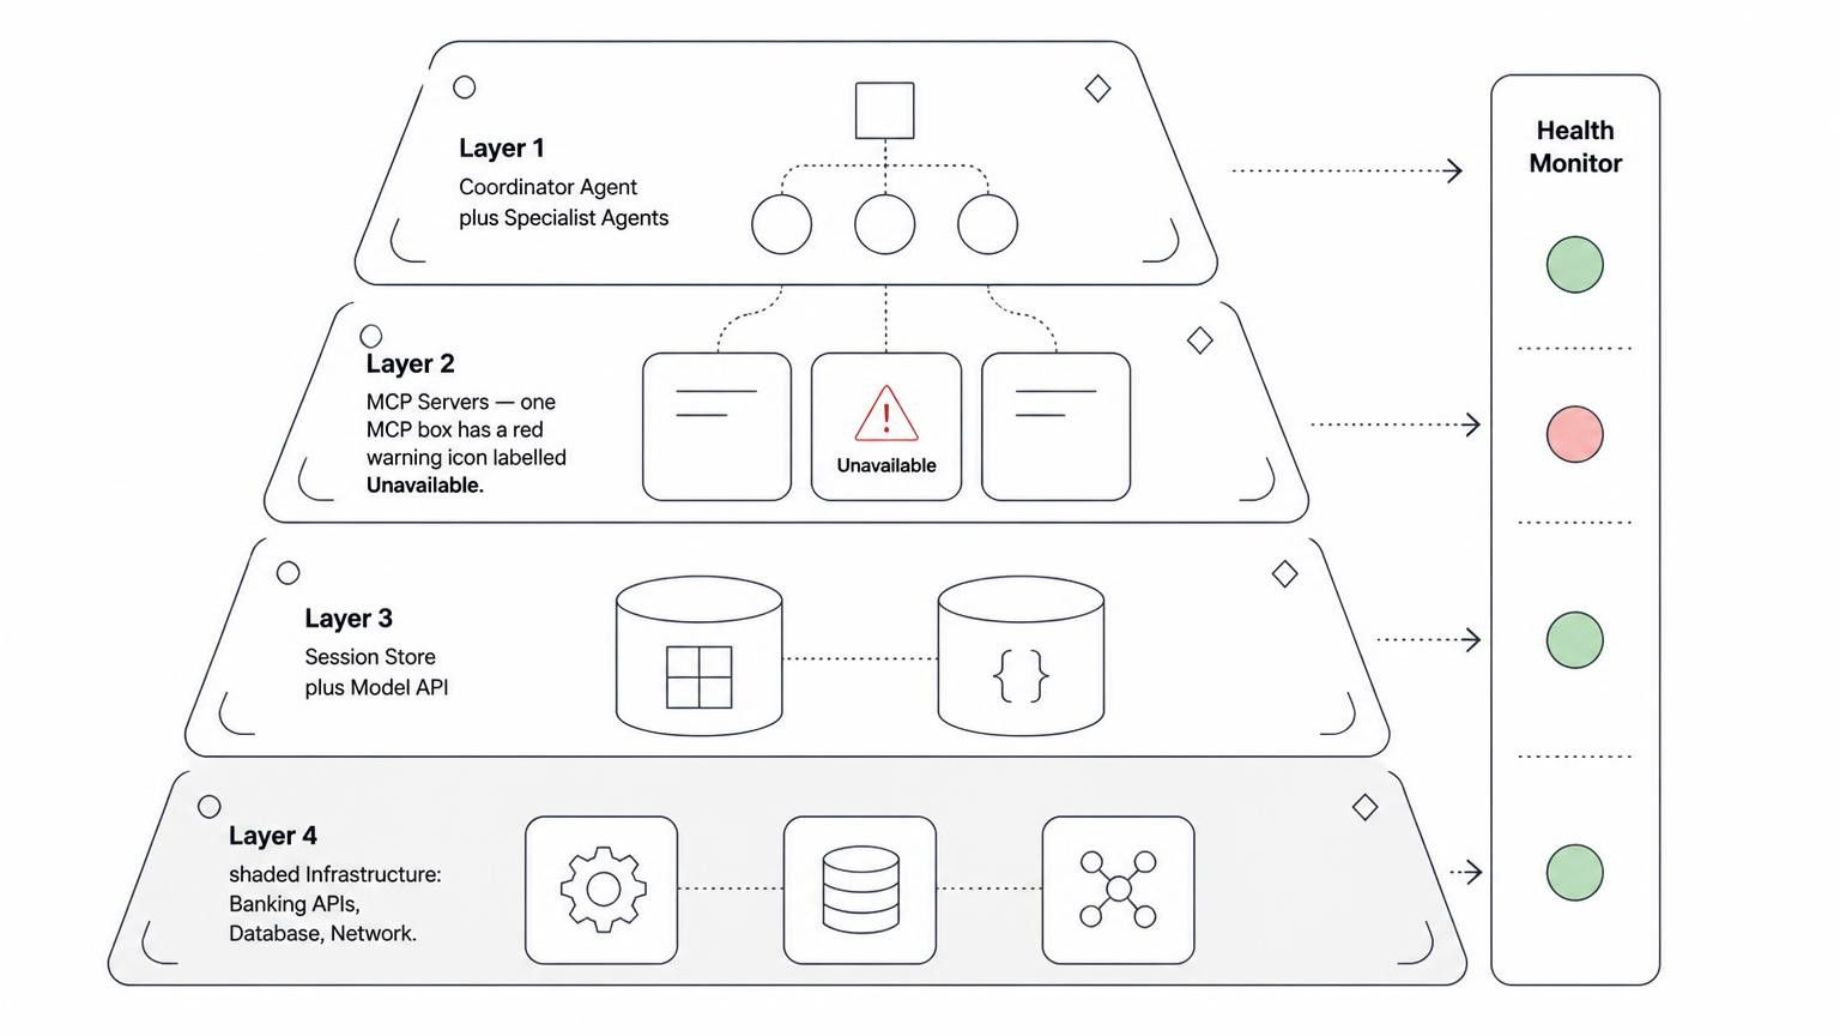 Layer 1
Coordinator Agent
plus Specialist Agents
Health
Monitor
Layer 2
MCP Servers — one
MCP box has a red
warning icon labelled
Unavailable.
!
Unavailable
Layer 3
Session Store
plus Model API
{ }
Layer 4
shaded Infrastructure:
Banking APIs,
Database, Network.